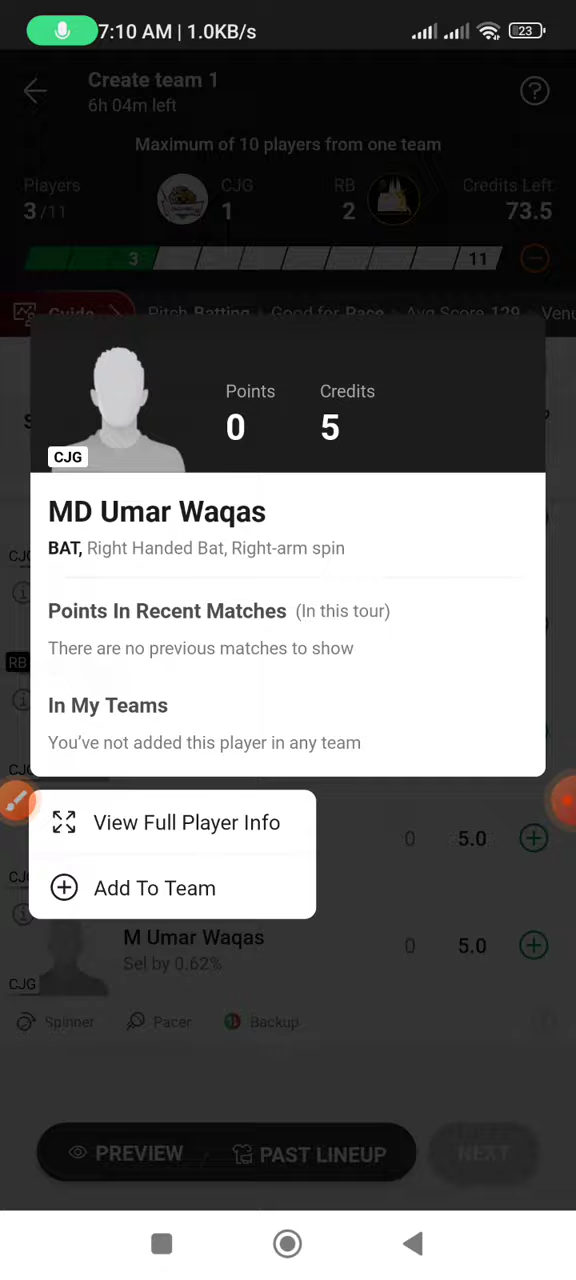 7:10 AM | 1.0KB/s
23
Create team 1
6h 04m left
Maximum of 10 players from one team
Players
3/11
CJG
1
RB
2
Credits Left
73.5
3
11
Guide
Pitch Batting
Good for Pace
Avg Score 129
Venu
Points
0
Credits
5
CJG
MD Umar Waqas
BAT, Right Handed Bat, Right-arm spin
Points In Recent Matches (In this tour)
There are no previous matches to show
In My Teams
You've not added this player in any team
RB
View Full Player Info
Add To Team
0 5.0
M Umar Waqas
Sel by 0.62%
0 5.0
CJG
Spinner
Pacer
Backup
PREVIEW
PAST LINEUP
NEXT